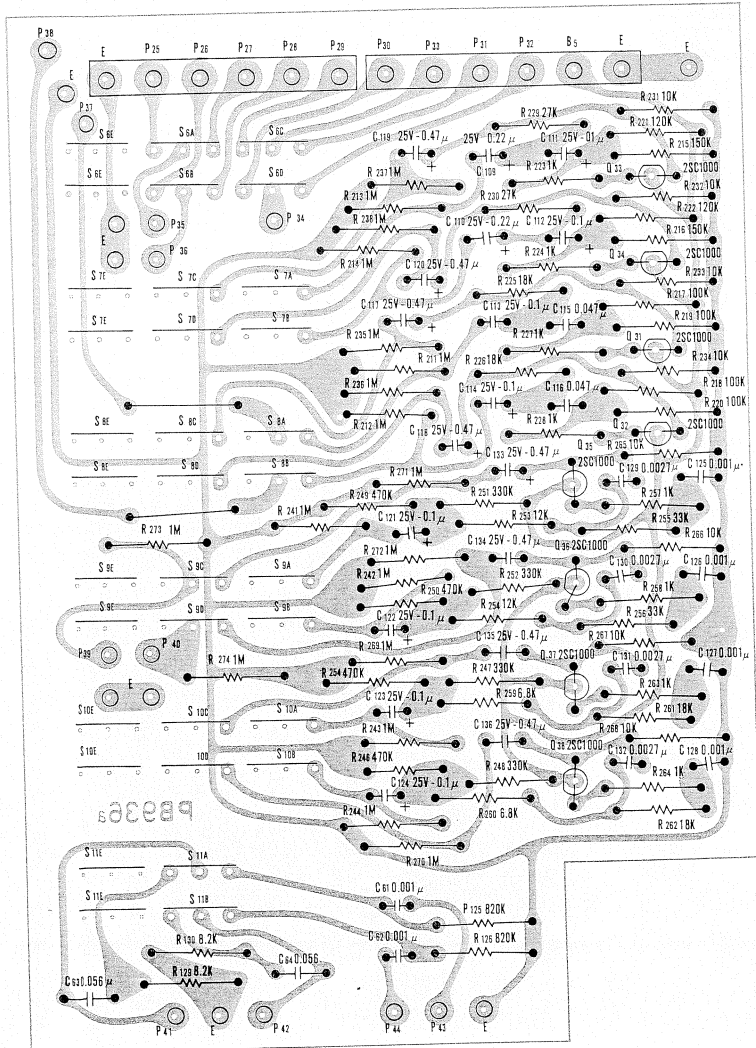 P38
E P25 P26 P27 P28 P29 P30 P33 P31 P32 B5 E E
E
P37
R231 10K
R229 27K
R221 120K
S6E S6A S6C C119 25V-0.47μ 25V 0.22μ C111 25V-01μ R215 150K
C109
Q33 2SC1000
R237 1M R223 1K
S6E S6B S6D
R232 10K
R213 1M R230 27K
R222 120K
P35 P34 R238 1M C110 25V-0.22μ C112 25V-0.1μ R216 150K
E P36
R214 1M R224 1K Q34 2SC1000
S7E S7C S7A C120 25V-0.47μ R233 10K
R225 18K R217 100K
C117 25V-0.47μ C113 25V-0.1μ C115 0.047μ R219 100K
S7E S7D S7B
R235 1M R227 1K Q31 2SC1000
R211 1M R226 18K R234 10K
R236 1M C114 25V-0.1μ C116 0.047μ R218 100K
R220 100K
R212 1M R228 1K Q32 2SC1000
S8E S8C S8A C118 25V-0.47μ R265 10K
C133 25V-0.47μ Q35 2SC1000
S8E S8D S8B R271 1M C129 0.0027μ C125 0.001μ
R249 470K R251 330K R257 1K
R273 1M R241 1M C121 25V-0.1μ R253 12K R255 33K
R266 10K
C134 25V-0.47μ Q36 2SC1000
R272 1M
S9E S9C S9A R242 1M R252 330K C130 0.0027μ C126 0.001μ
R250 470K R258 1K
S9E S9D S9B C122 25V-0.1μ R254 12K R256 33K
R267 10K
P39 P40 R269 1M C135 25V-0.47μ Q37 2SC1000
R274 1M R254 470K R247 330K C131 0.0027μ C127 0.001μ
E R259 6.8K R263 1K
C123 25V-0.1μ R261 18K
S10E S10C S10A R243 1M C136 25V-0.47μ R268 10K
Q38 2SC1000
S10E 10D S10B R248 470K R248 330K C132 0.0027μ C128 0.001μ
C124 25V-0.1μ R264 1K
PB936a R244 1M R260 6.8K R262 18K
S11E S11A R270 1M
S11E S11B C61 0.001μ P125 820K
R130 8.2K C62 0.001μ R126 820K
C63 0.056μ R129 8.2K C64 0.056
P41 E P42 P44 P43 E